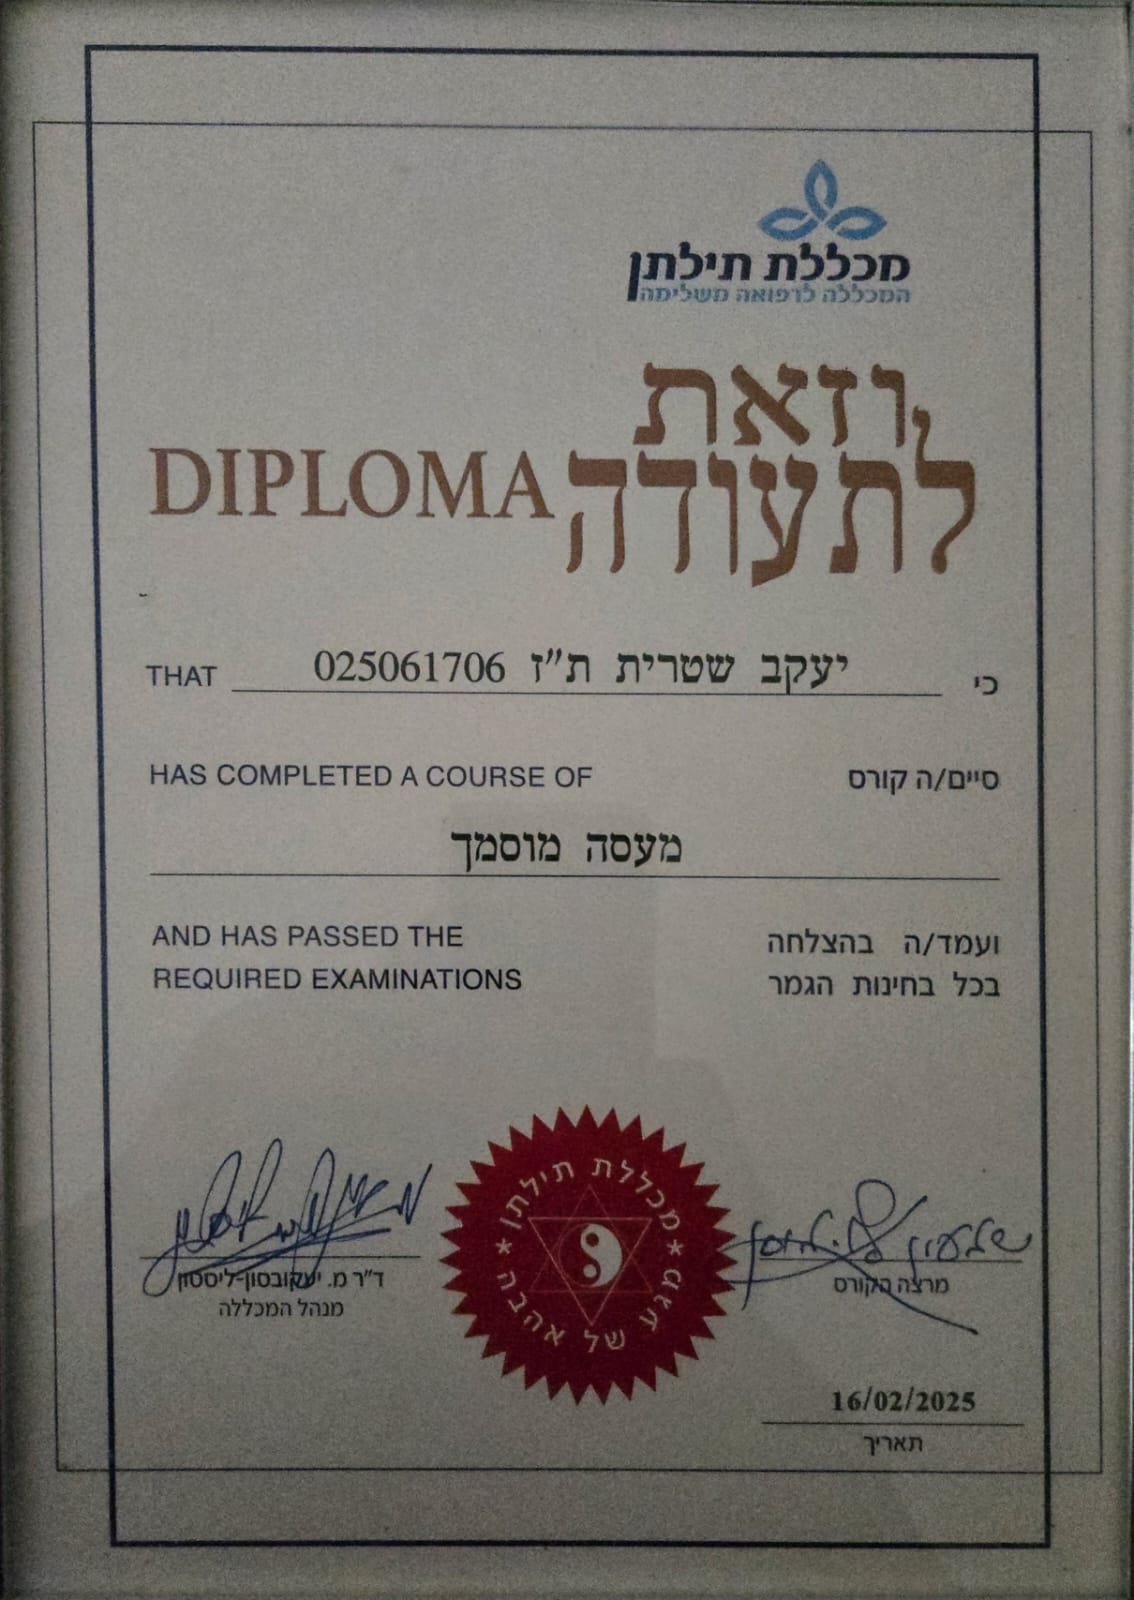 מכללת תילתן
המכללה לרפואה משלימה
וזאת
לתעודה DIPLOMA
כי יעקב שטרית ת"ז 025061706 THAT
סיים/ה קורס HAS COMPLETED A COURSE OF
מעסה מוסמך
ועמד/ה בהצלחה AND HAS PASSED THE
בכל בחינות הגמר REQUIRED EXAMINATIONS
מכללת תילתן * מגע של אהבה *
מרצה הקורס
ד"ר מ. יעקובסון-ליסטון
מנהל המכללה
16/02/2025
תאריך